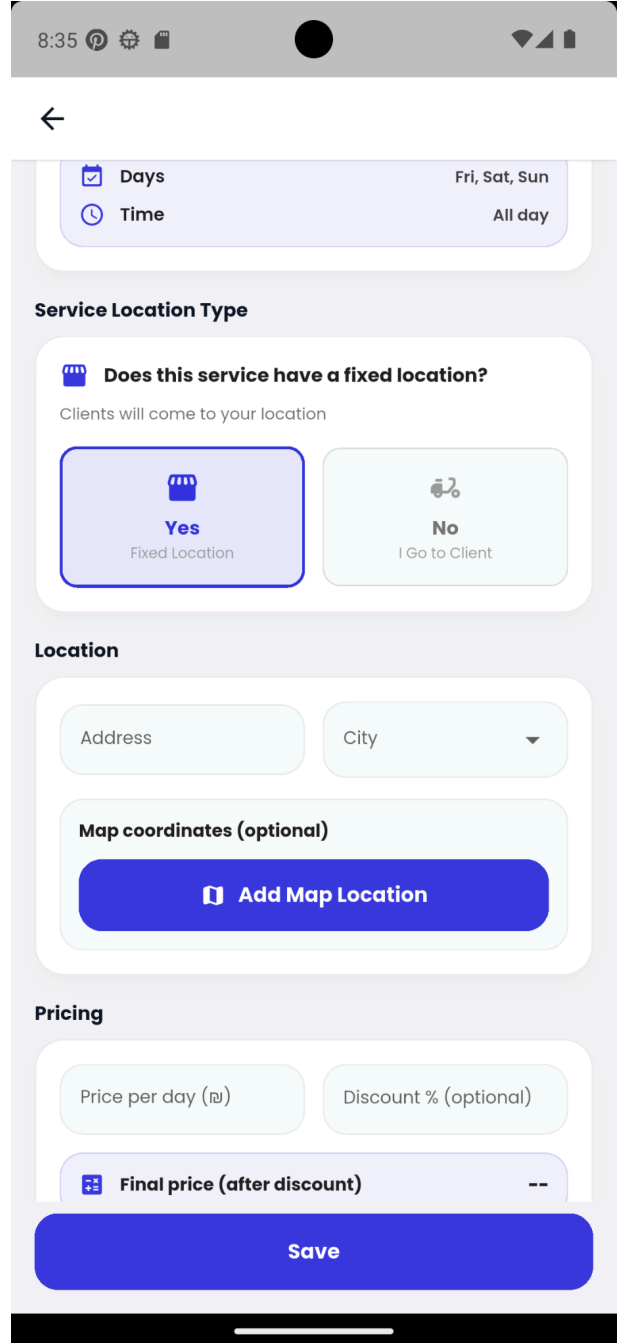 8:35
Days
Fri, Sat, Sun
Time
All day
Service Location Type
Does this service have a fixed location?
Clients will come to your location
Yes
Fixed Location
No
I Go to Client
Location
Address
City
Map coordinates (optional)
Add Map Location
Pricing
Price per day (₪)
Discount % (optional)
Final price (after discount)
--
Save